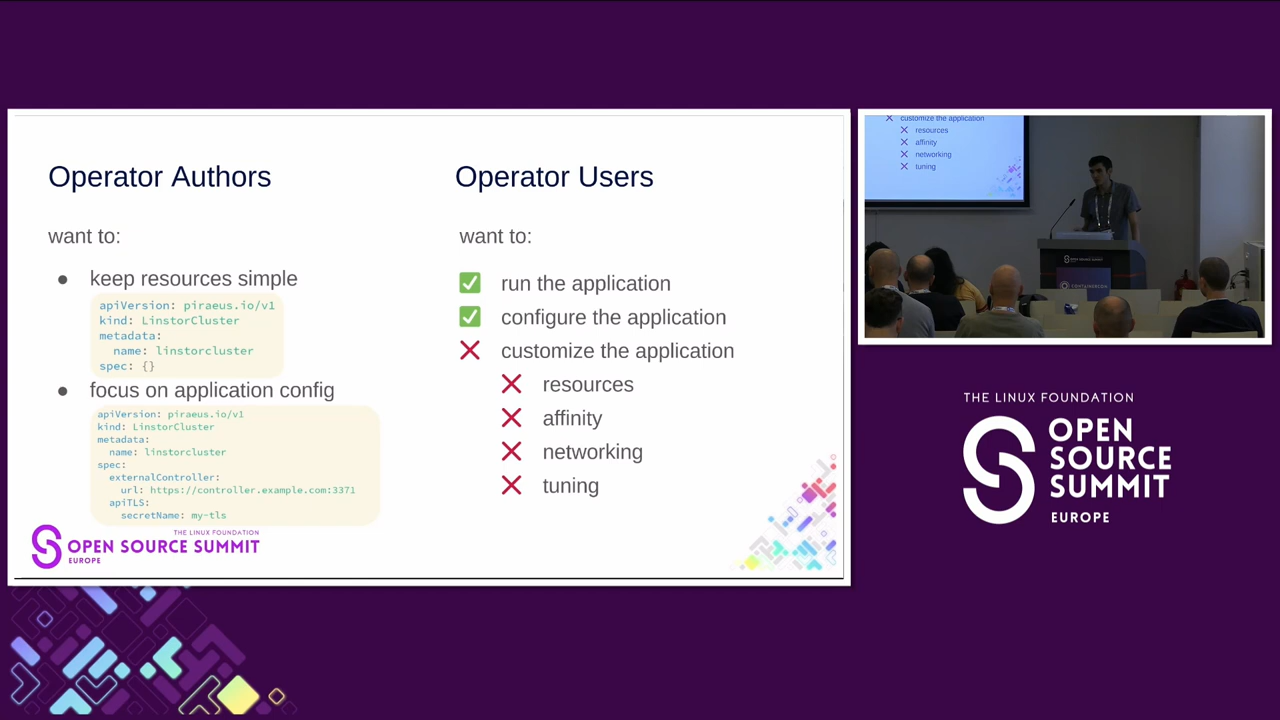 Operator Authors
want to:
● keep resources simple
apiVersion: piraeus.io/v1
kind: LinstorCluster
metadata:
  name: linstorcluster
spec: {}
● focus on application config
apiVersion: piraeus.io/v1
kind: LinstorCluster
metadata:
  name: linstorcluster
spec:
  externalController:
    url: https://controller.example.com:3371
  apiTLS:
    secretName: my-tls
Operator Users
want to:
✅ run the application
✅ configure the application
❌ customize the application
❌ resources
❌ affinity
❌ networking
❌ tuning
THE LINUX FOUNDATION
OPEN SOURCE SUMMIT
EUROPE
customize the application
resources
affinity
networking
tuning
OPEN SOURCE SUMMIT
THE LINUX FOUNDATION
OPEN
SOURCE
SUMMIT
EUROPE